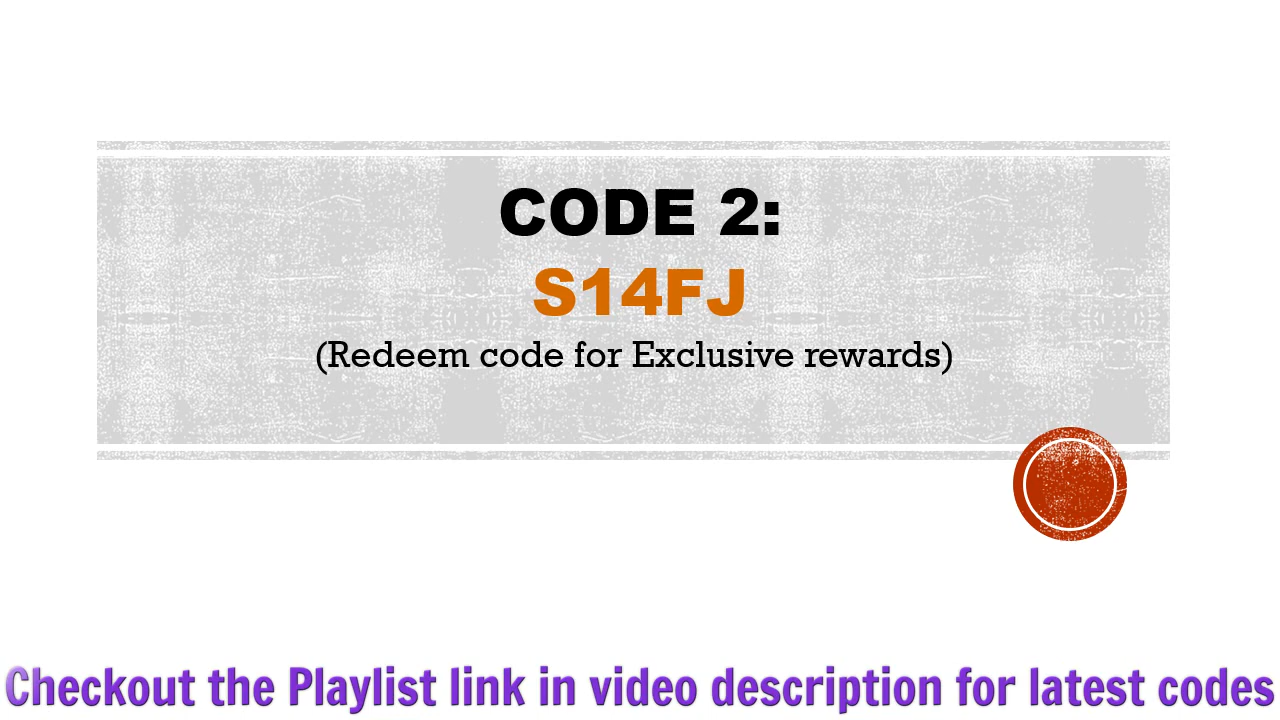 CODE 2:
S14FJ
(Redeem code for Exclusive rewards)
Checkout the Playlist link in video description for latest codes